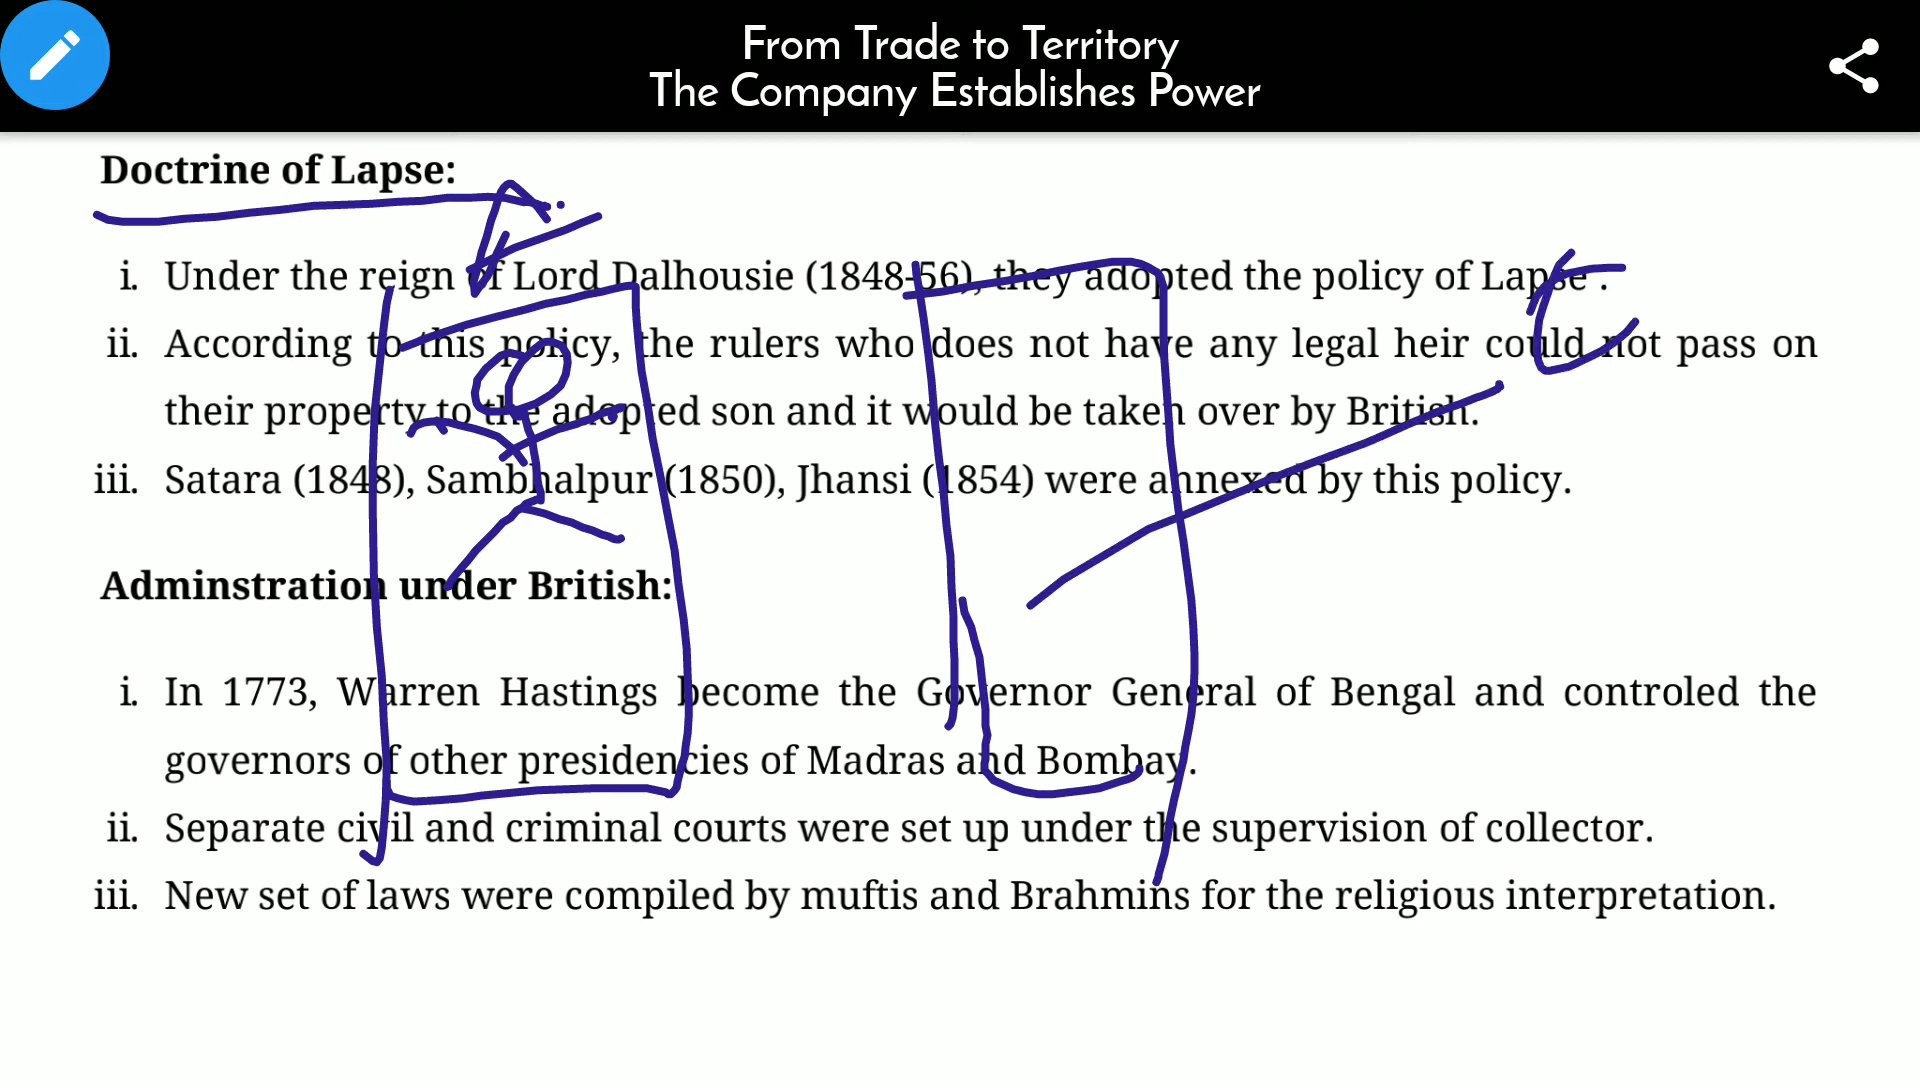 From Trade to Territory
The Company Establishes Power
Doctrine of Lapse:
i. Under the reign of Lord Dalhousie (1848-56), they adopted the policy of Lapse .
ii. According to this policy, the rulers who does not have any legal heir could not pass on
their property to the adopted son and it would be taken over by British.
iii. Satara (1848), Sambhalpur (1850), Jhansi (1854) were annexed by this policy.
Adminstration under British:
i. In 1773, Warren Hastings become the Governor General of Bengal and controled the
governors of other presidencies of Madras and Bombay.
ii. Separate civil and criminal courts were set up under the supervision of collector.
iii. New set of laws were compiled by muftis and Brahmins for the religious interpretation.